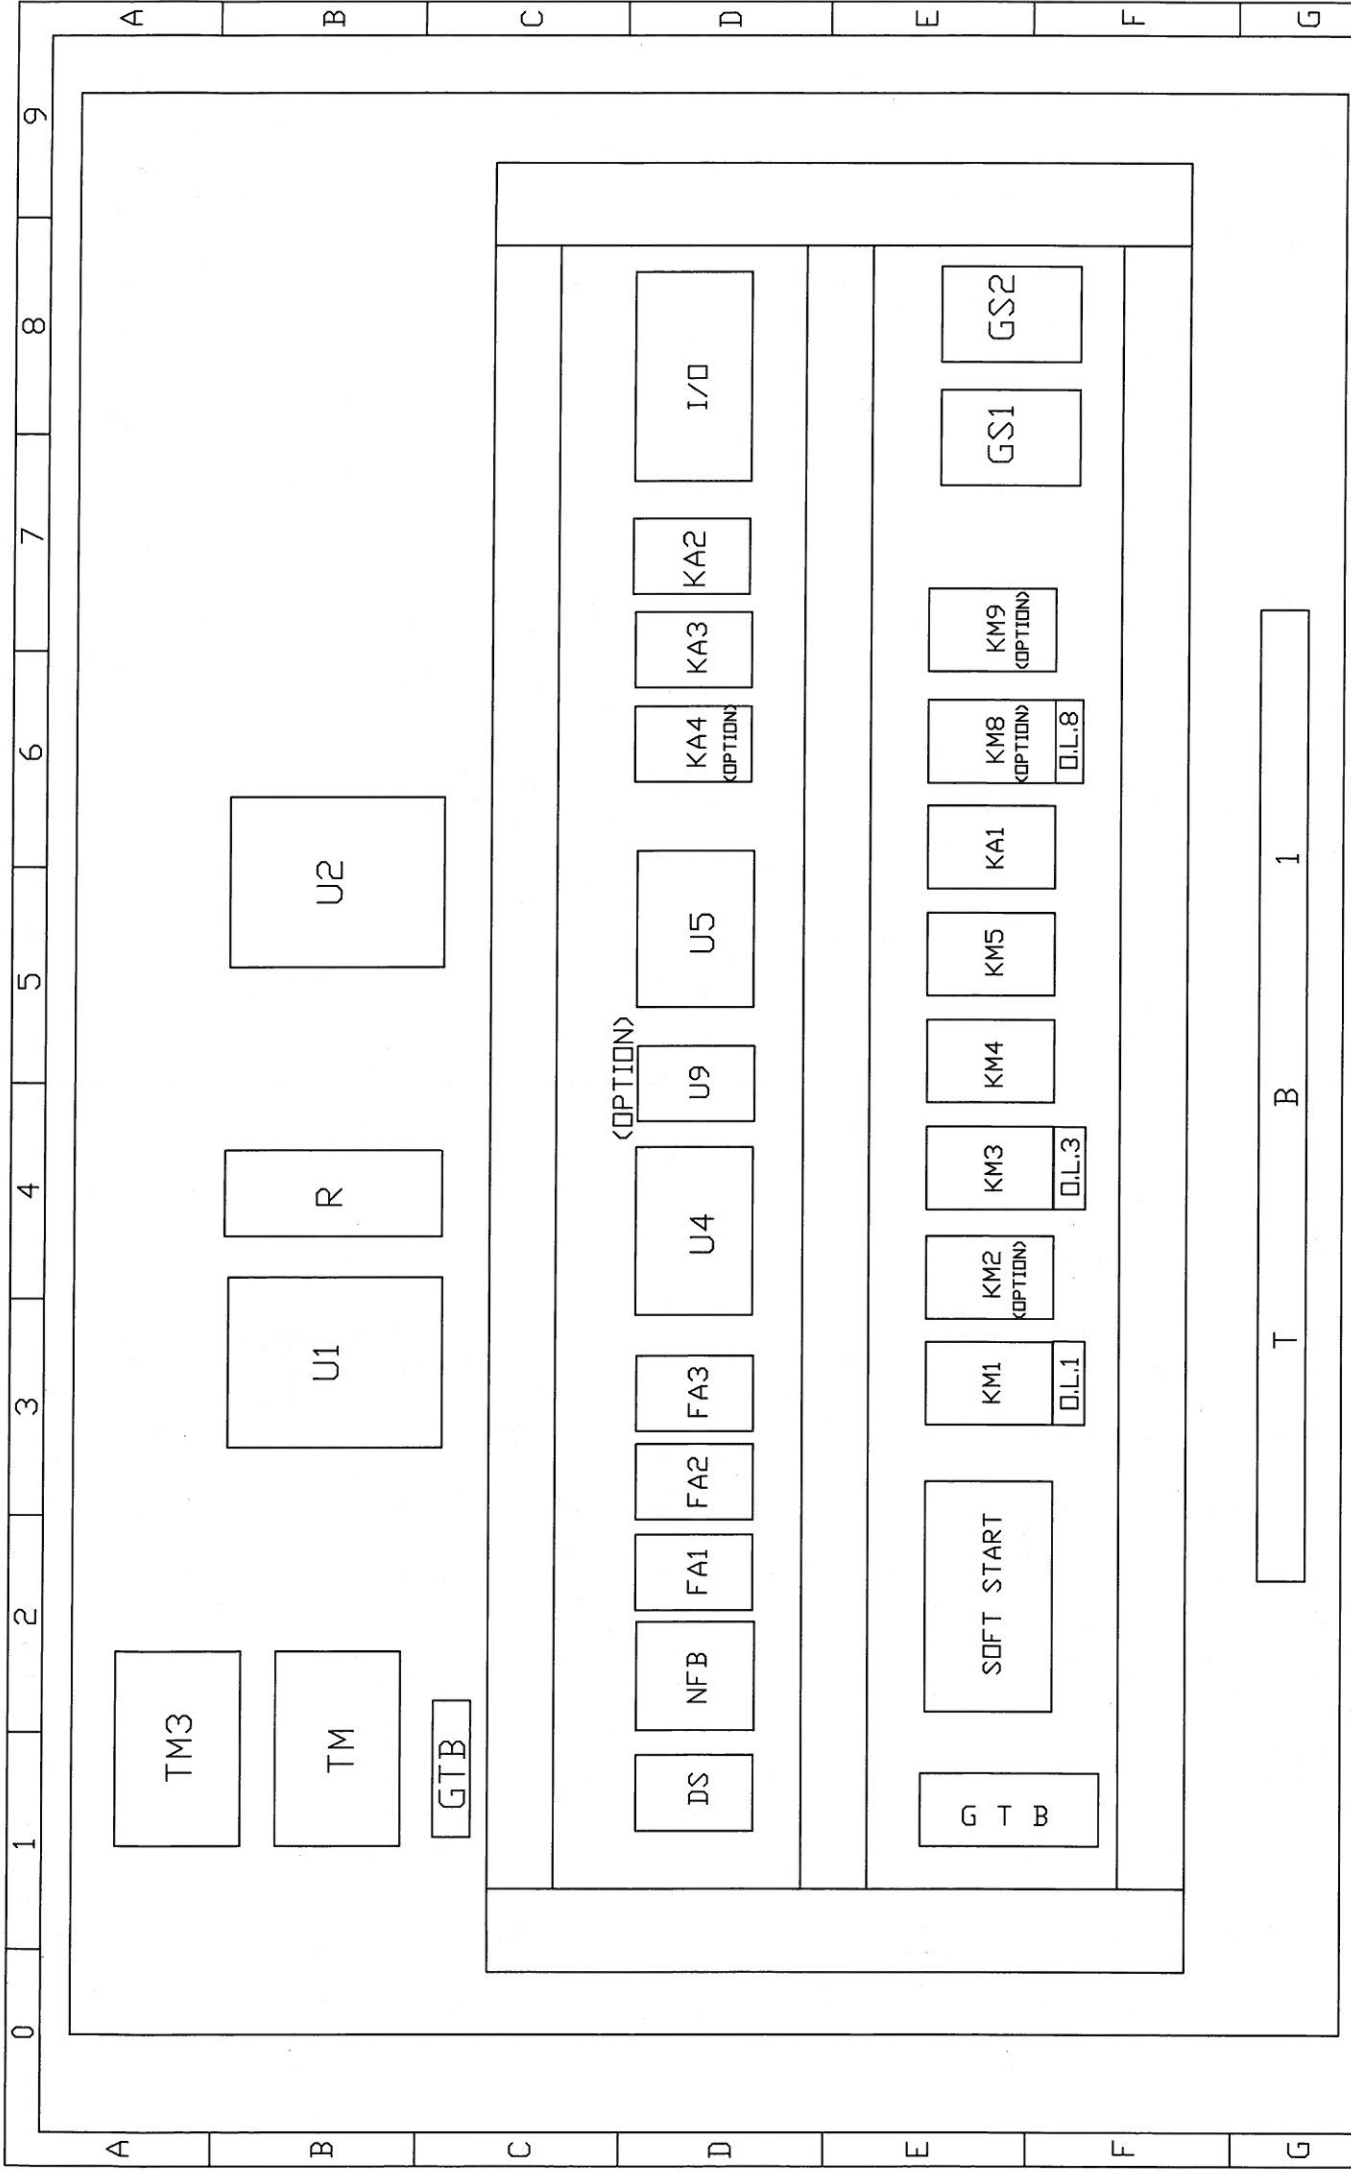 0 1 2 3 4 5 6 7 8 9
A A
TM3
B B
TM U1 R U2
GTB
C C
<OPTION>
D D
DS NFB FA1 FA2 FA3 U4 U9 U5 KA4 KA3 KA2 I/O
<OPTION>
E E
GTB SOFT START KM1 KM2 KM3 KM4 KM5 KA1 KM8 KM9 GS1 GS2
<OPTION> <OPTION> <OPTION>
O.L.1 O.L.3 O.L.8
F F
G G
T B 1